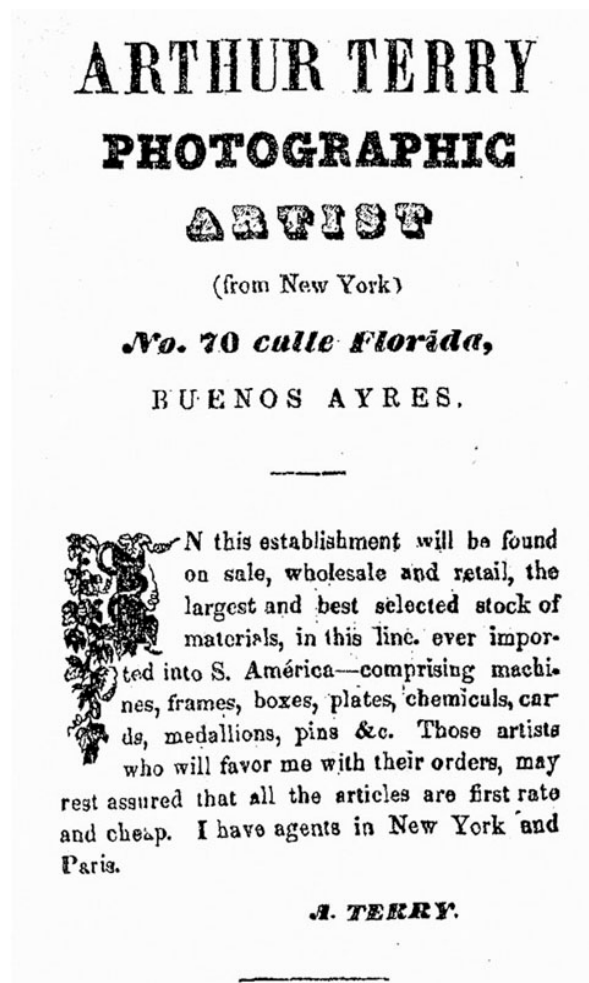 ARTHUR TERRY
PHOTOGRAPHIC
ARTIST
(from New York)
No. 70 calle Florida,
BUENOS AYRES.
IN this establishment will be found
on sale, wholesale and retail, the
largest and best selected stock of
materials, in this line. ever impor-
ted into S. América—comprising machi-
nes, frames, boxes, plates, chemiculs, car
ds, medallions, pins &c. Those artists
who will favor me with their orders, may
rest assured that all the articles are first rate
and cheap. I have agents in New York and
Paris.
A. TERRY.